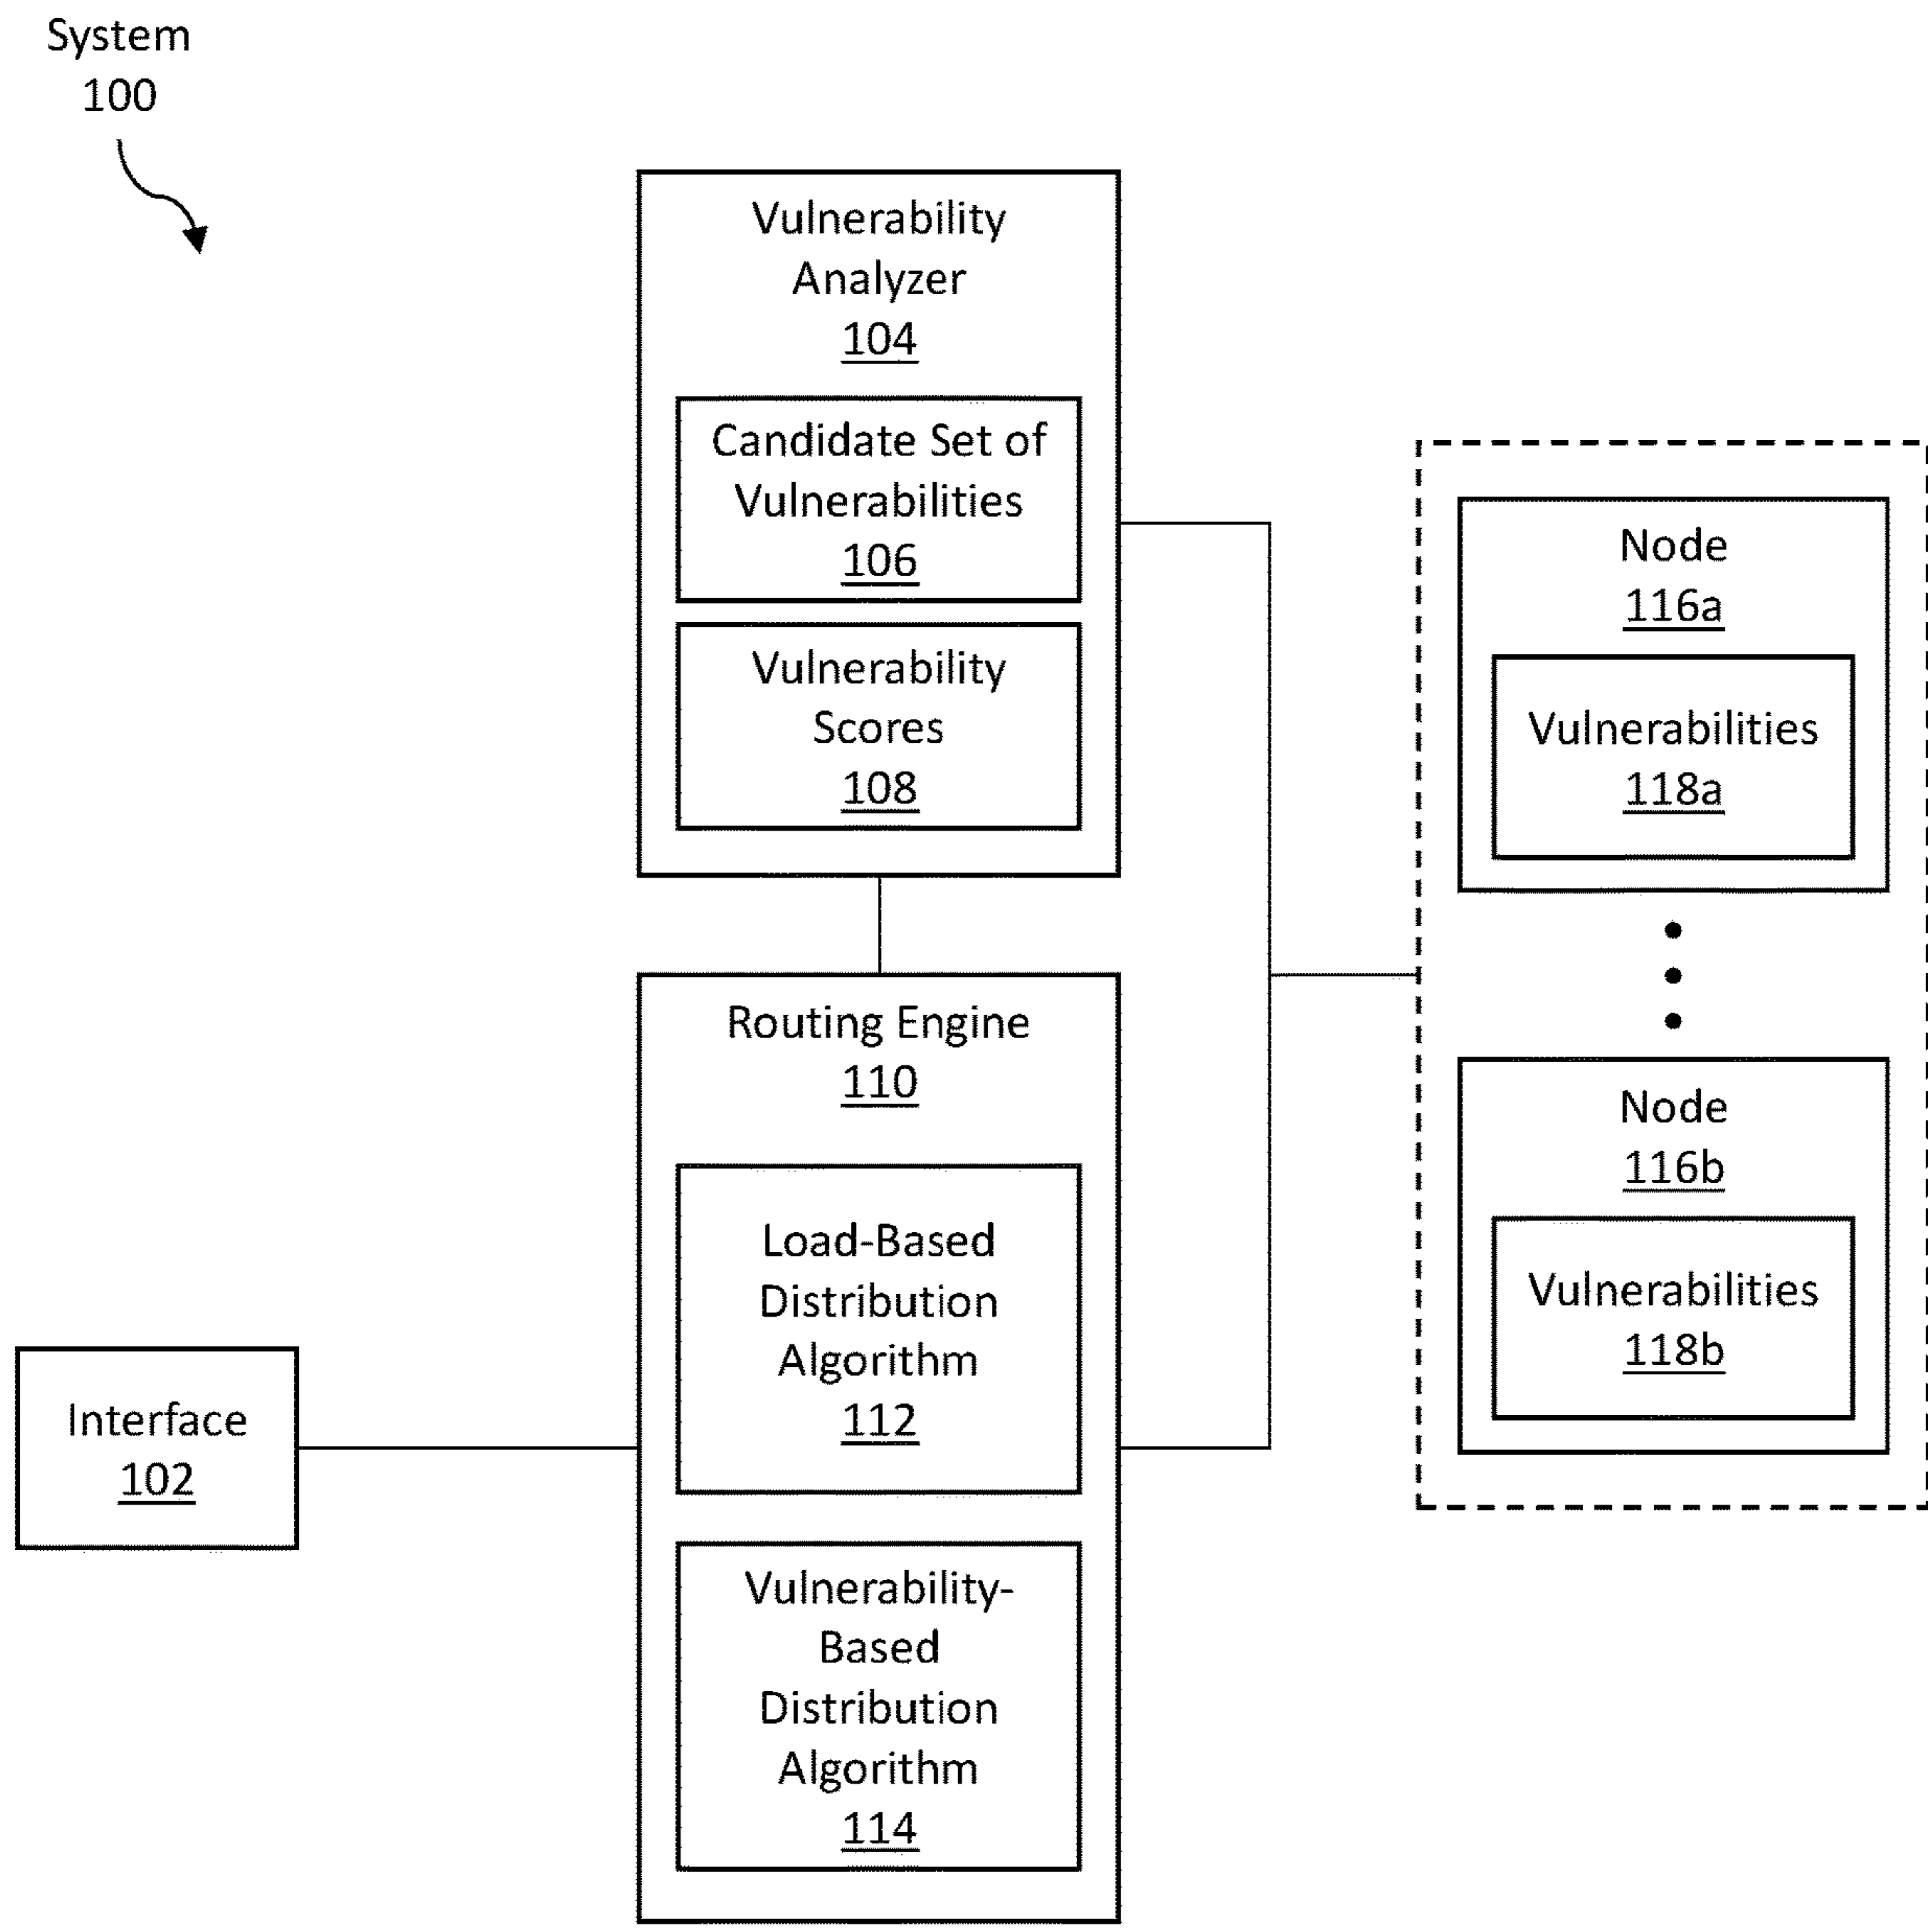 System
100
Vulnerability
Analyzer
104
Candidate Set of
Vulnerabilities
106
Vulnerability
Scores
108
Routing Engine
110
Load-Based
Distribution
Algorithm
112
Vulnerability-
Based
Distribution
Algorithm
114
Interface
102
Node
116a
Vulnerabilities
118a
Node
116b
Vulnerabilities
118b